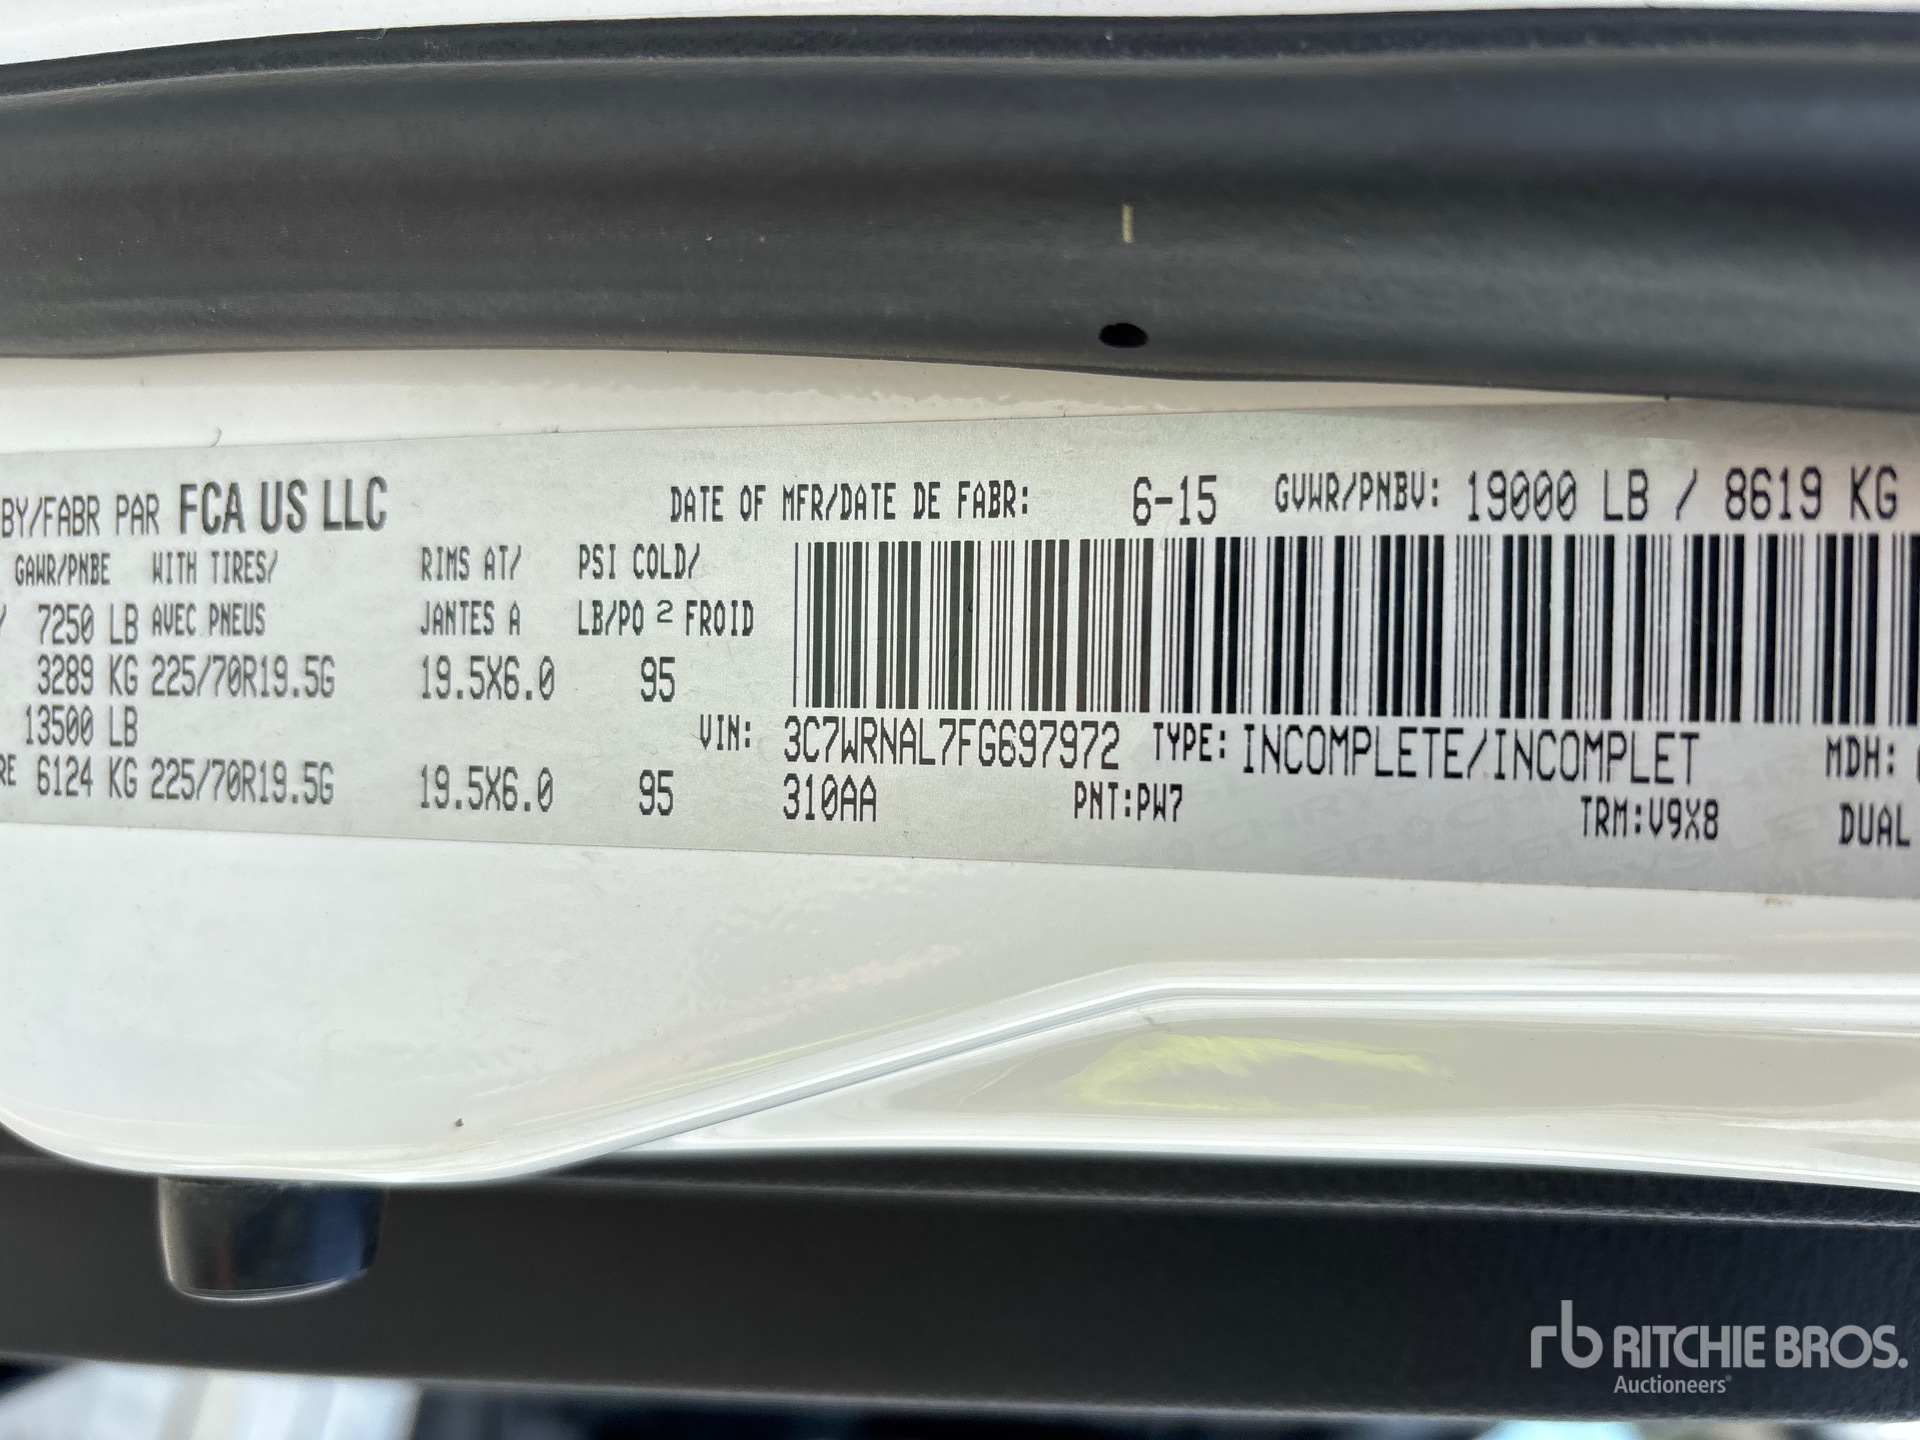 BY/FABR PAR FCA US LLC DATE OF MFR/DATE DE FABR: 6-15 GVWR/PNBV: 19000 LB / 8619 KG
GAWR/PNBE WITH TIRES/ RIMS AT/ PSI COLD/
/ 7250 LB AVEC PNEUS JANTES A LB/PO 2 FROID
3289 KG 225/70R19.5G 19.5X6.0 95
13500 LB VIN: 3C7WRNAL7FG697972 TYPE: INCOMPLETE/INCOMPLET MDH:
RE 6124 KG 225/70R19.5G 19.5X6.0 95 310AA PNT:PW7 TRM:V9X8 DUAL
rb RITCHIE BROS.
Auctioneers